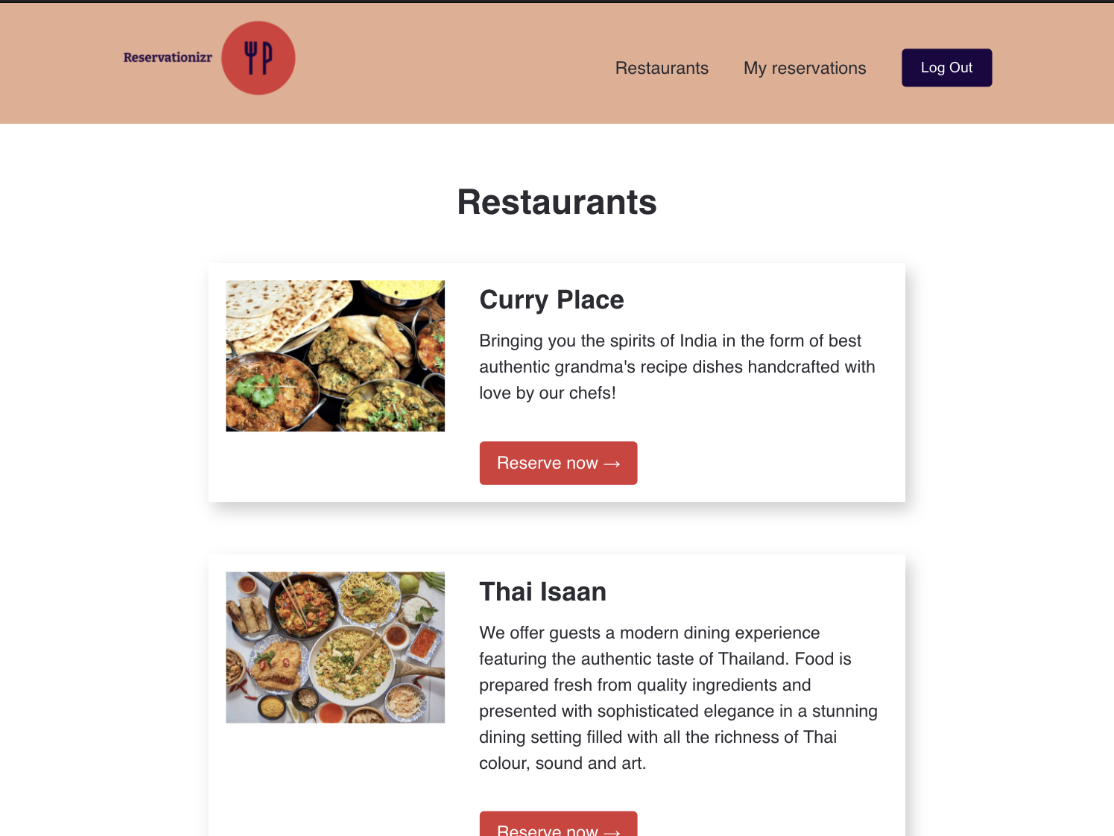 Reservationizr
Restaurants
My reservations
Log Out
Restaurants
Curry Place
Bringing you the spirits of India in the form of best
authentic grandma's recipe dishes handcrafted with
love by our chefs!
Reserve now →
Thai Isaan
We offer guests a modern dining experience
featuring the authentic taste of Thailand. Food is
prepared fresh from quality ingredients and
presented with sophisticated elegance in a stunning
dining setting filled with all the richness of Thai
colour, sound and art.
Reserve now →